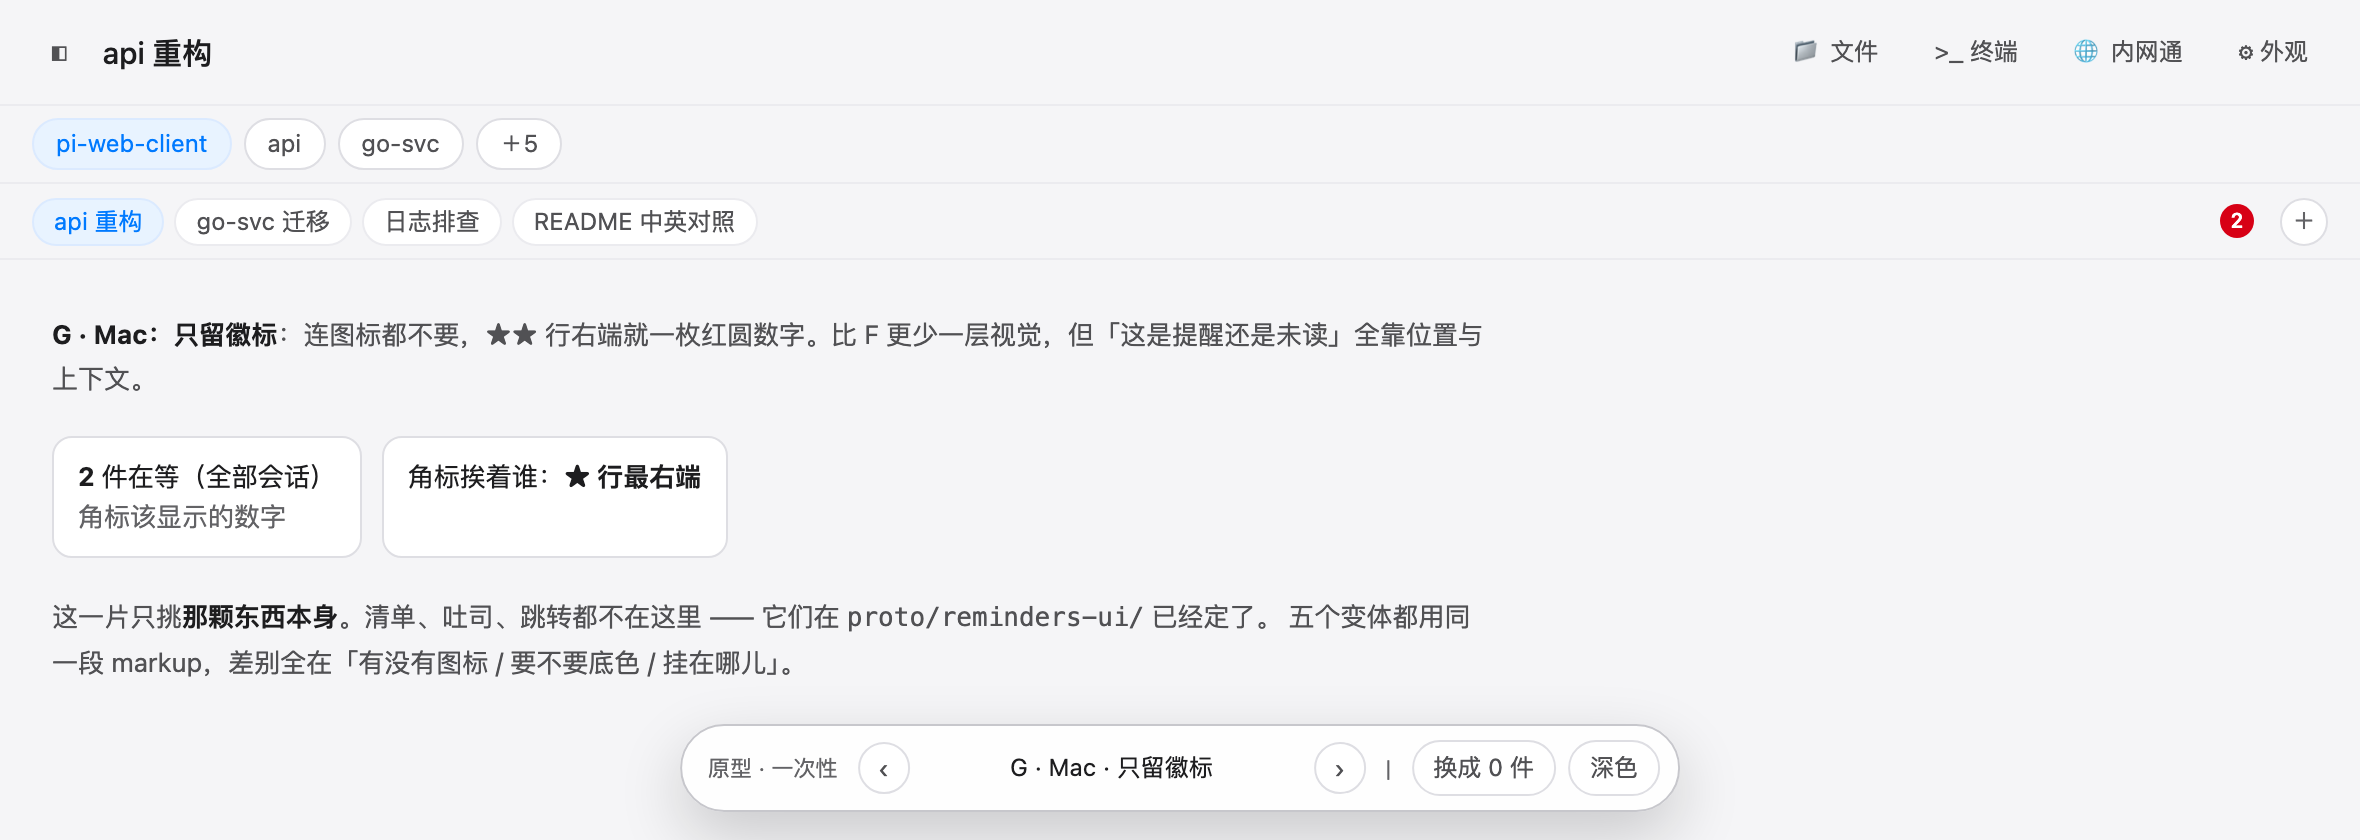 api 重构
文件 >_ 终端 内网通 外观
pi-web-client api go-svc +5
api 重构 go-svc 迁移 日志排查 README 中英对照 2 +
G · Mac：只留徽标：连图标都不要，★★ 行右端就一枚红圆数字。比 F 更少一层视觉，但「这是提醒还是未读」全靠位置与
上下文。
2 件在等（全部会话）
角标该显示的数字
角标挨着谁：★ 行最右端
这一片只挑那颗东西本身。清单、吐司、跳转都不在这里 —— 它们在 proto/reminders-ui/ 已经定了。 五个变体都用同
一段 markup，差别全在「有没有图标 / 要不要底色 / 挂在哪儿」。
原型 · 一次性 ‹ G · Mac · 只留徽标 › | 换成 0 件 深色